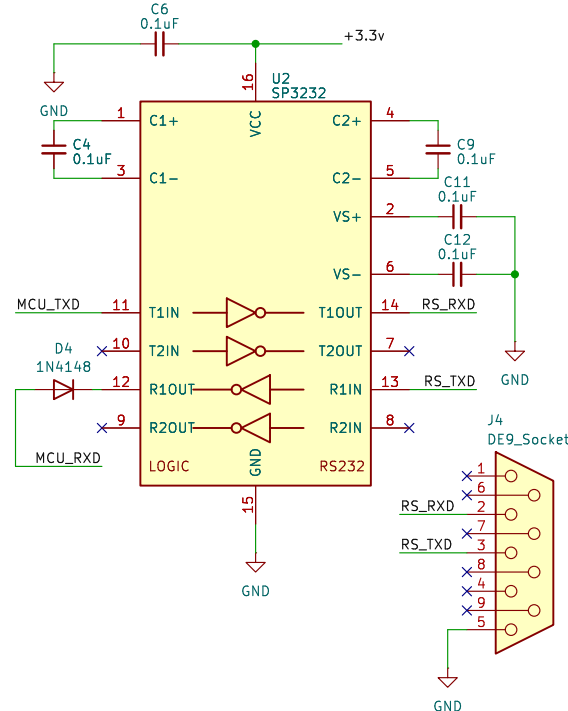 C6
0.1uF
+3.3v
GND
16
U2
SP3232
VCC
1
C1+
C2+
4
C4
0.1uF
C9
0.1uF
3
C1-
C2-
5
C11
0.1uF
VS+
2
C12
0.1uF
VS-
6
MCU_TXD
11
T1IN
T1OUT
14
RS_RXD
10
T2IN
T2OUT
7
D4
1N4148
GND
12
R1OUT
R1IN
13
RS_TXD
9
R2OUT
R2IN
8
MCU_RXD
LOGIC
GND
RS232
15
GND
J4
DE9_Socket
1
6
RS_RXD
2
7
RS_TXD
3
8
4
9
5
GND